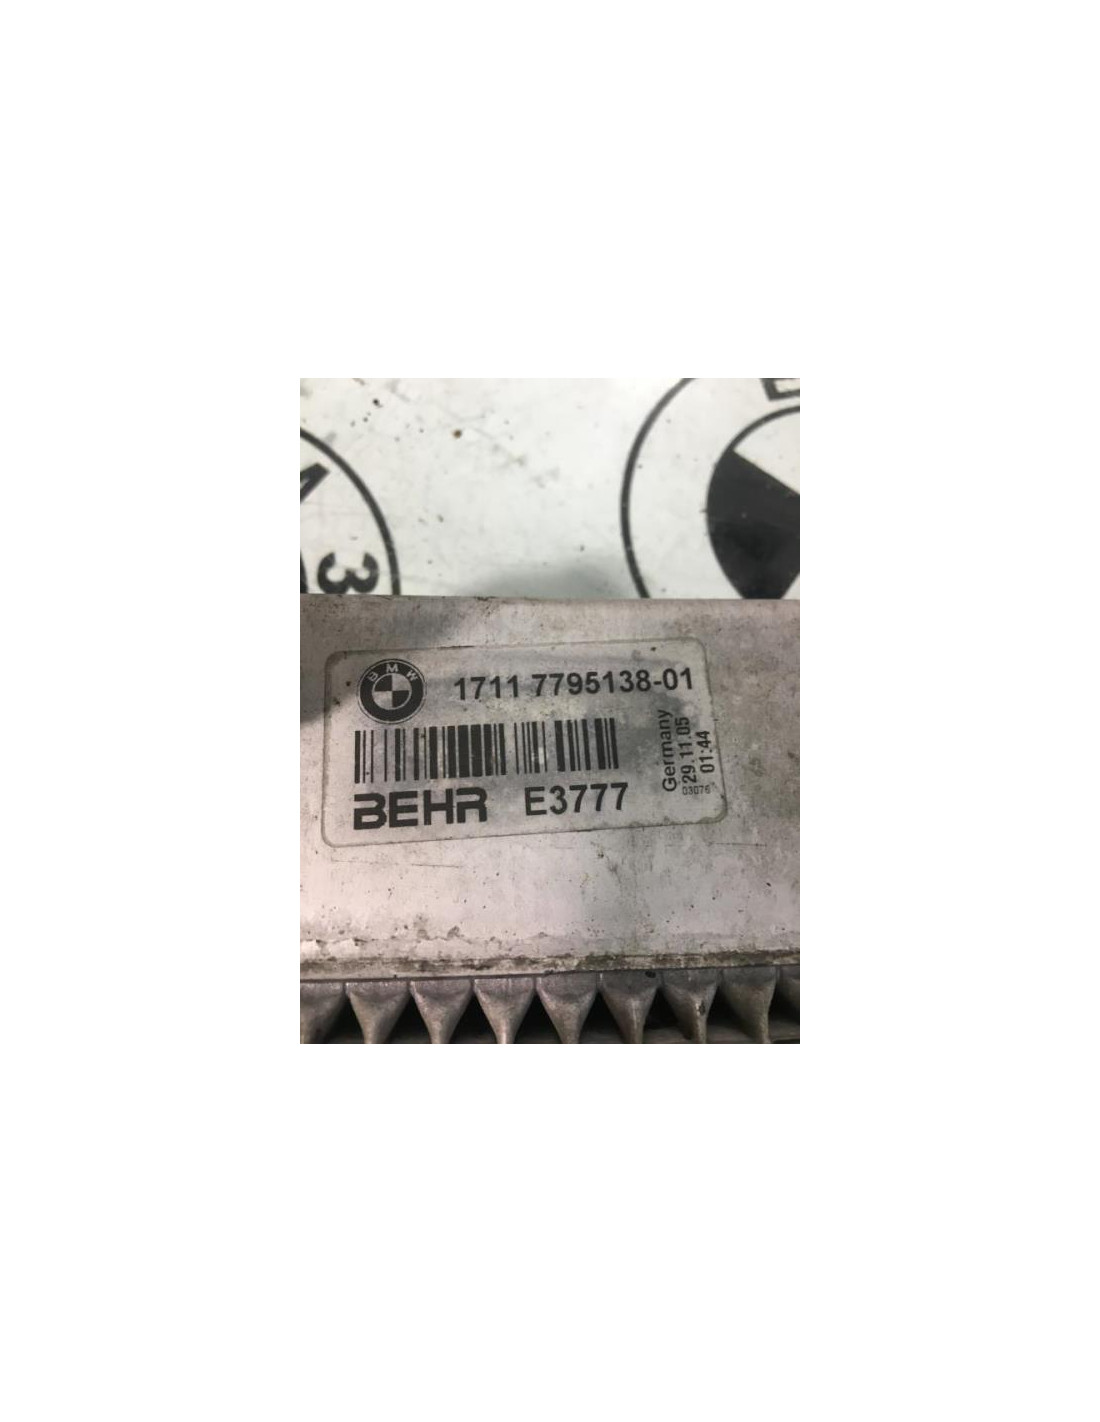 BMW
1711 7795138-01
BEHR E3777
Germany
29.11.05
01:44
03076